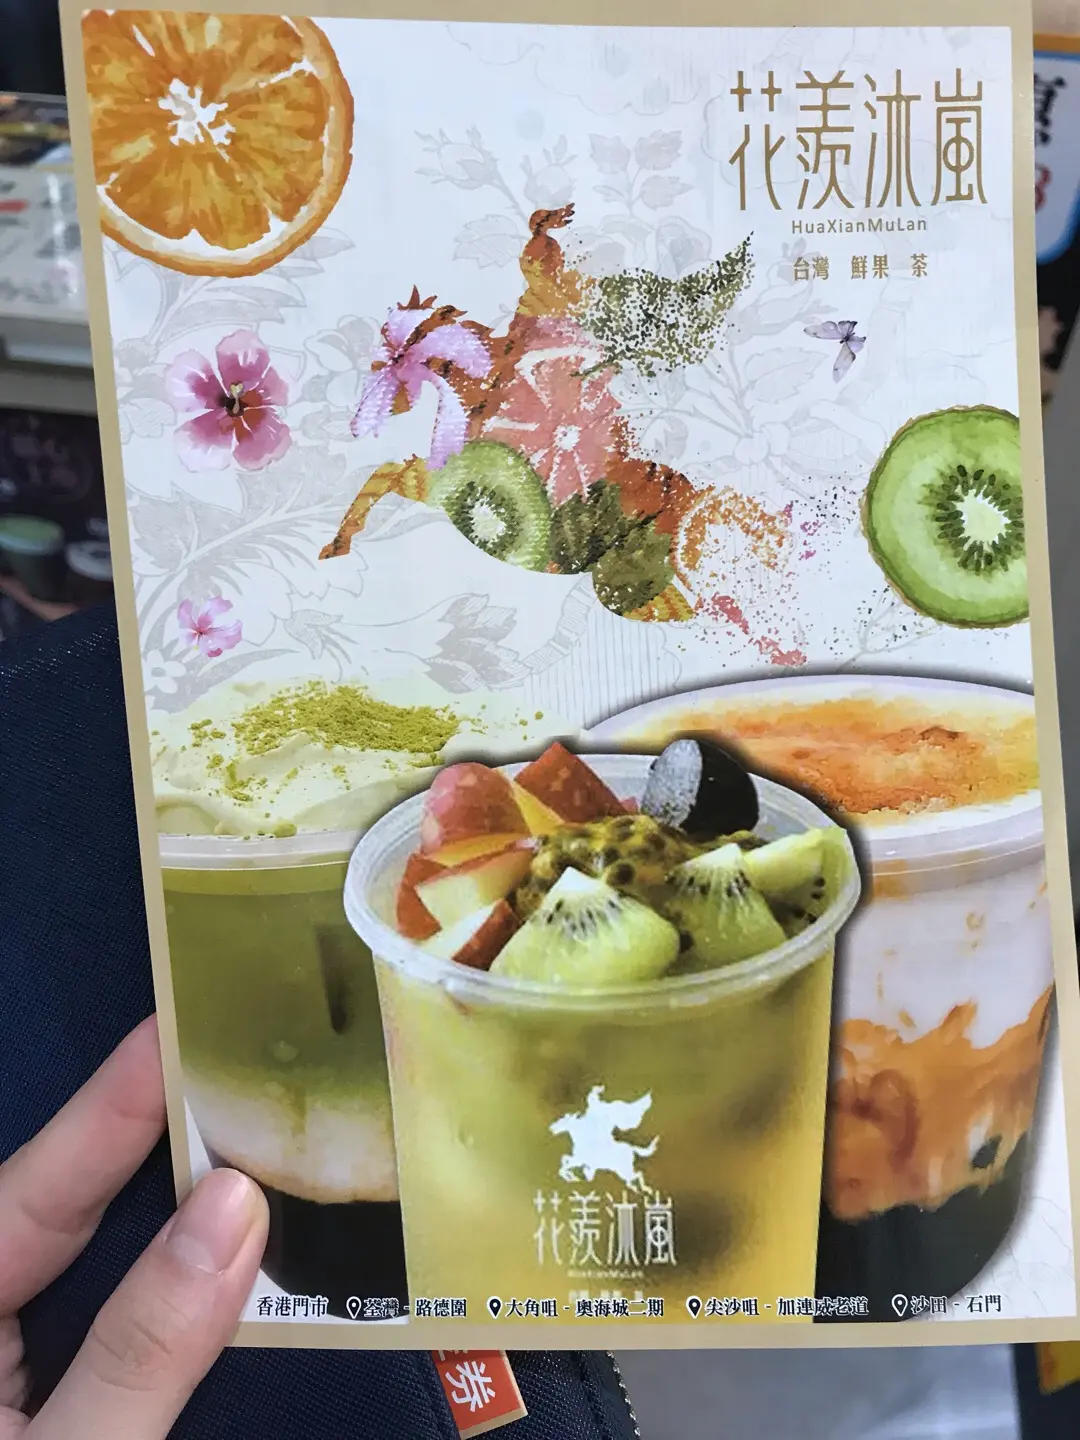 花羨沐嵐
HuaXianMuLan
台灣 鮮果 茶
花羨沐嵐
HuaXianMuLan
香港門市 荃灣 - 路德圍 大角咀 - 奧海城二期 尖沙咀 - 加連威老道 沙田 - 石門
券